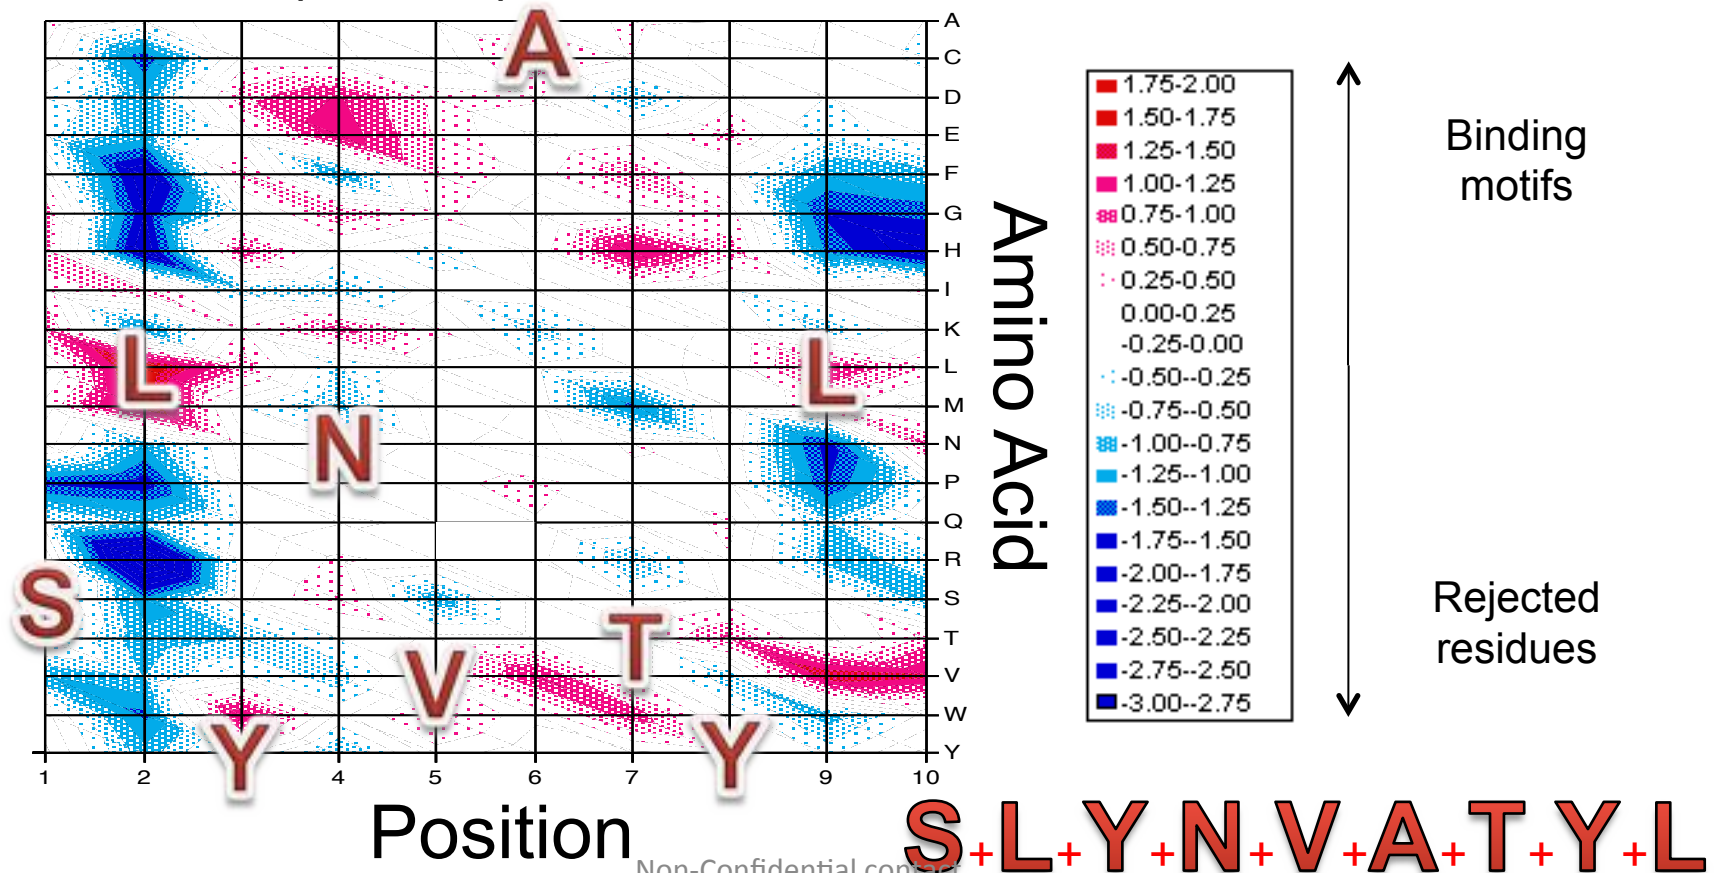 A
C
D
E
F
G
H
I
K
L
M
N
P
Q
R
S
T
V
W
Y
A
L
L
N
S
T
V
Y
Y
1 2 3 4 5 6 7 8 9 10
Position
Amino Acid
1.75-2.00
1.50-1.75
1.25-1.50
1.00-1.25
0.75-1.00
0.50-0.75
0.25-0.50
0.00-0.25
-0.25-0.00
-0.50--0.25
-0.75--0.50
-1.00--0.75
-1.25--1.00
-1.50--1.25
-1.75--1.50
-2.00--1.75
-2.25--2.00
-2.50--2.25
-2.75--2.50
-3.00--2.75
Binding
motifs
Rejected
residues
S+L+Y+N+V+A+T+Y+L
Non-Confidential contact